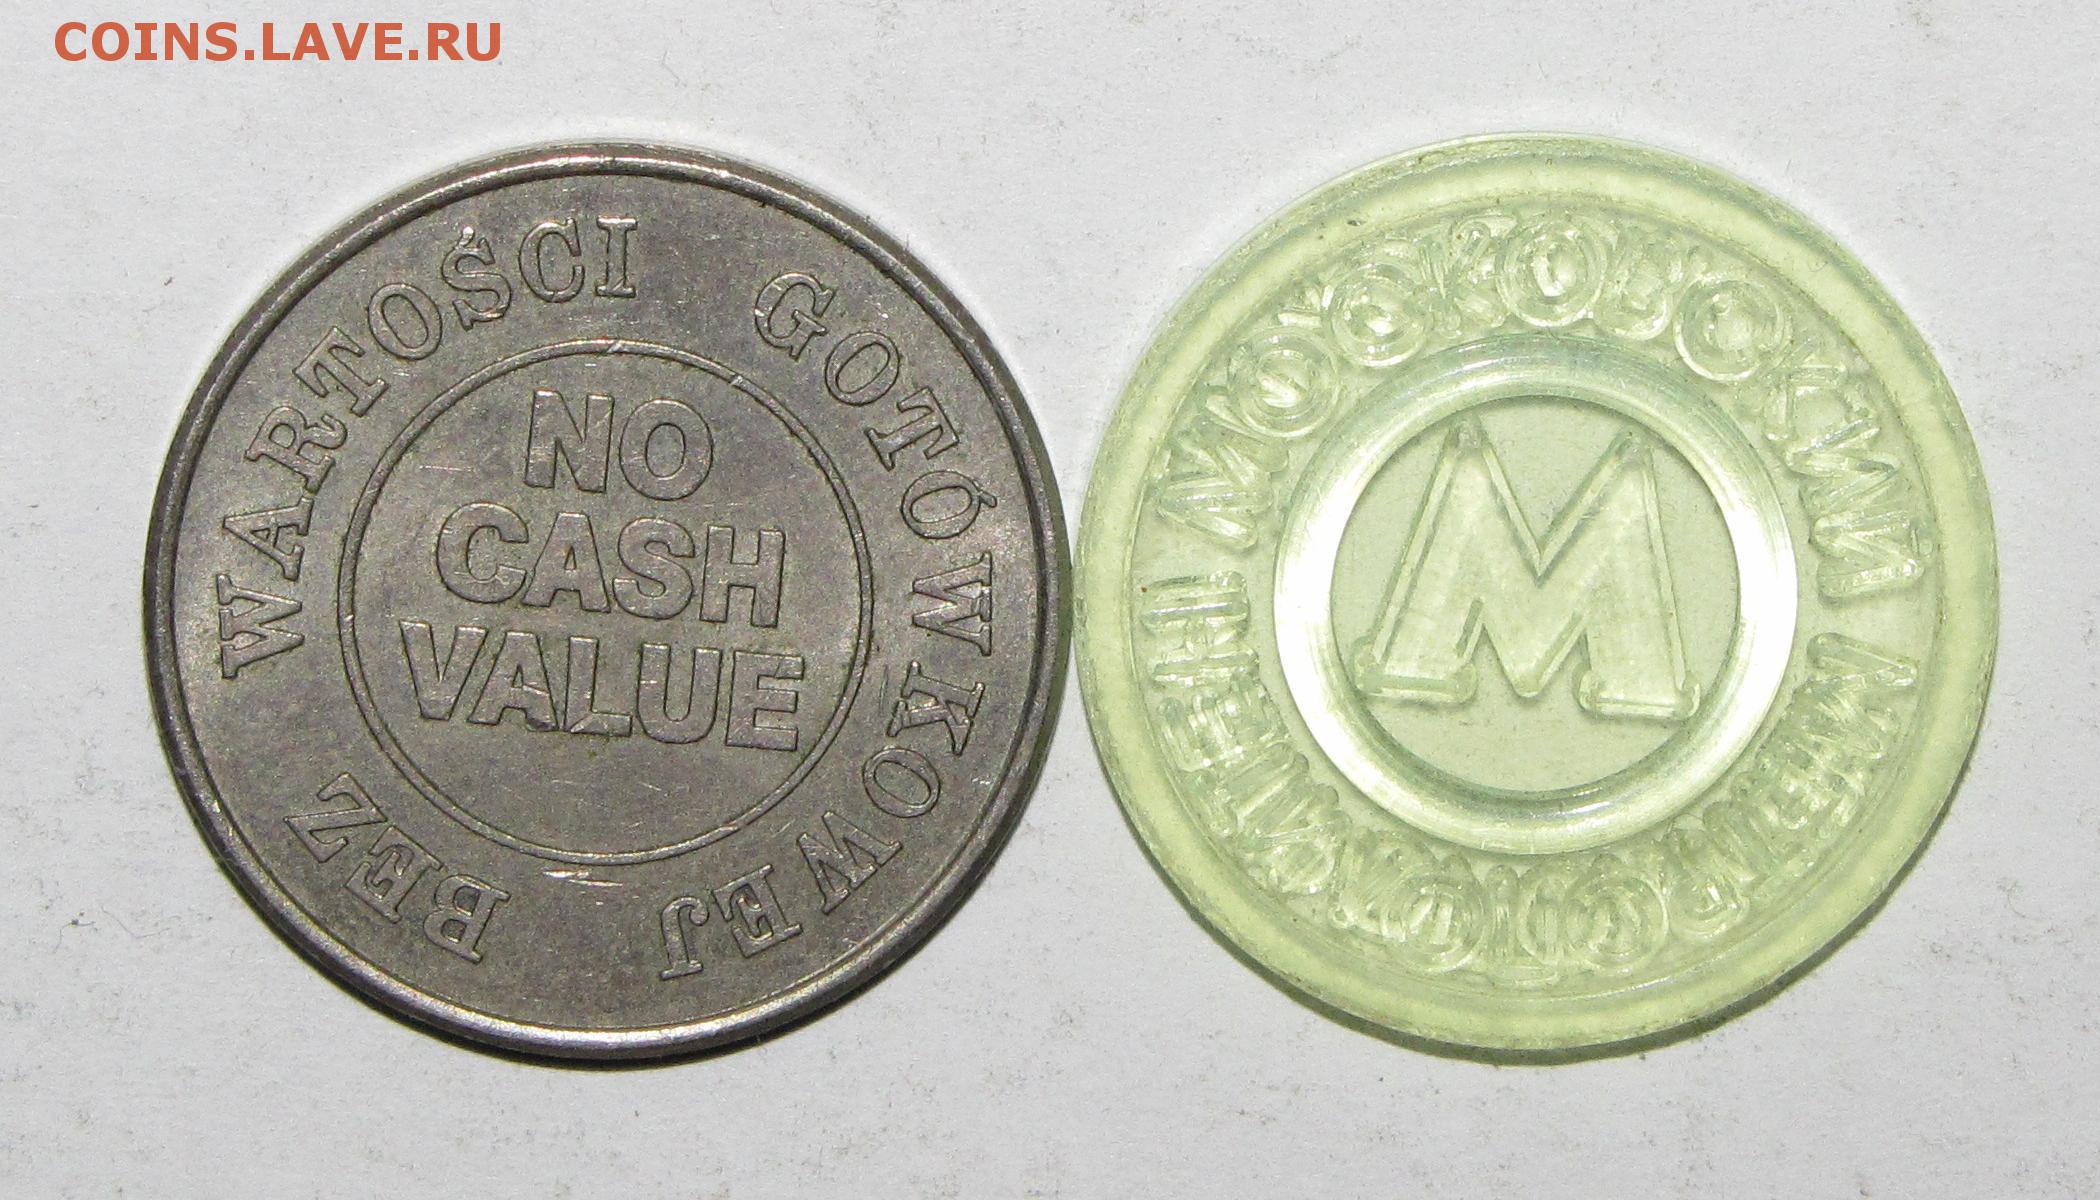 COINS.LAVE.RU
BEZ WARTOŚCI GOTÓWKOWEJ
NO
CASH
VALUE
МОСКОВСКИЙ МЕТРОПОЛИТЕН
М